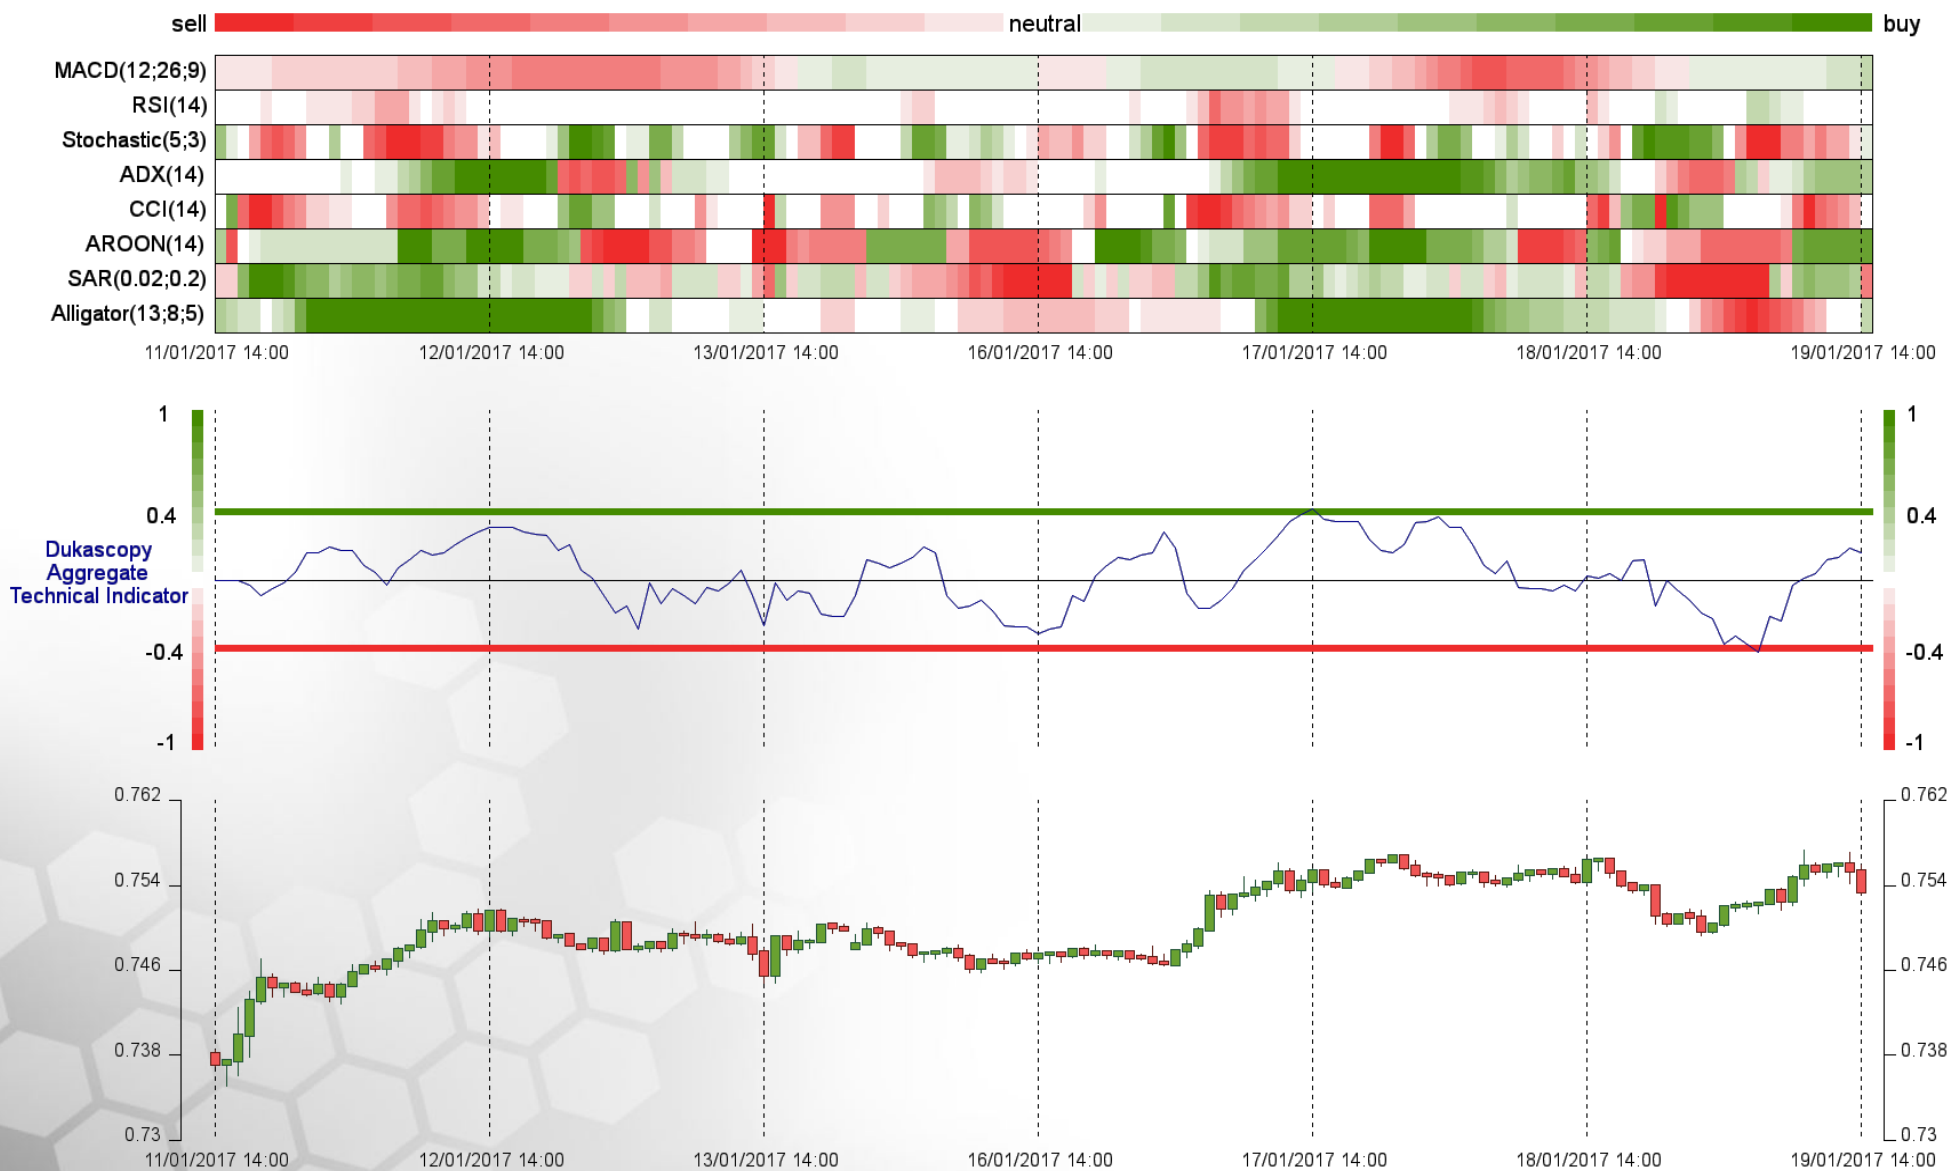 sell neutral buy
MACD(12;26;9)
RSI(14)
Stochastic(5;3)
ADX(14)
CCI(14)
AROON(14)
SAR(0.02;0.2)
Alligator(13;8;5)
11/01/2017 14:00 12/01/2017 14:00 13/01/2017 14:00 16/01/2017 14:00 17/01/2017 14:00 18/01/2017 14:00 19/01/2017 14:00
1 1
0.4 0.4
Dukascopy
Aggregate
Technical Indicator
-0.4 -0.4
-1 -1
0.762 0.762
0.754 0.754
0.746 0.746
0.738 0.738
0.73 0.73
11/01/2017 14:00 12/01/2017 14:00 13/01/2017 14:00 16/01/2017 14:00 17/01/2017 14:00 18/01/2017 14:00 19/01/2017 14:00